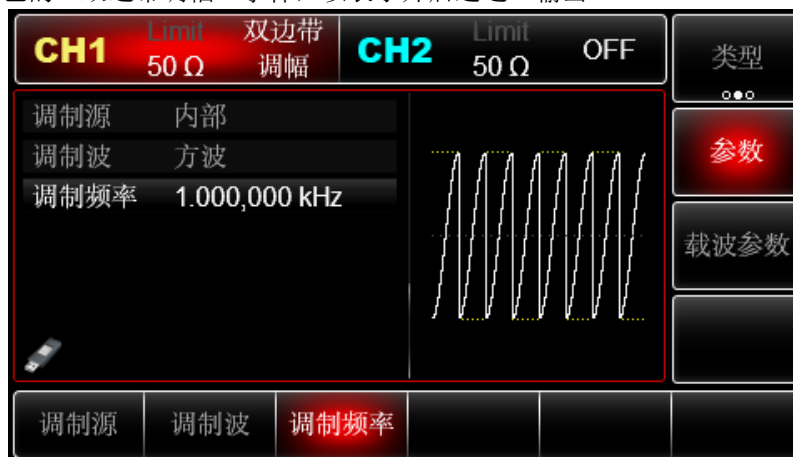 CH1 Limit 50 Ω 双边带调幅
CH2 Limit 50 Ω OFF
类型
调制源 内部
调制波 方波
调制频率 1.000,000 kHz
参数
载波参数
调制源 调制波 调制频率